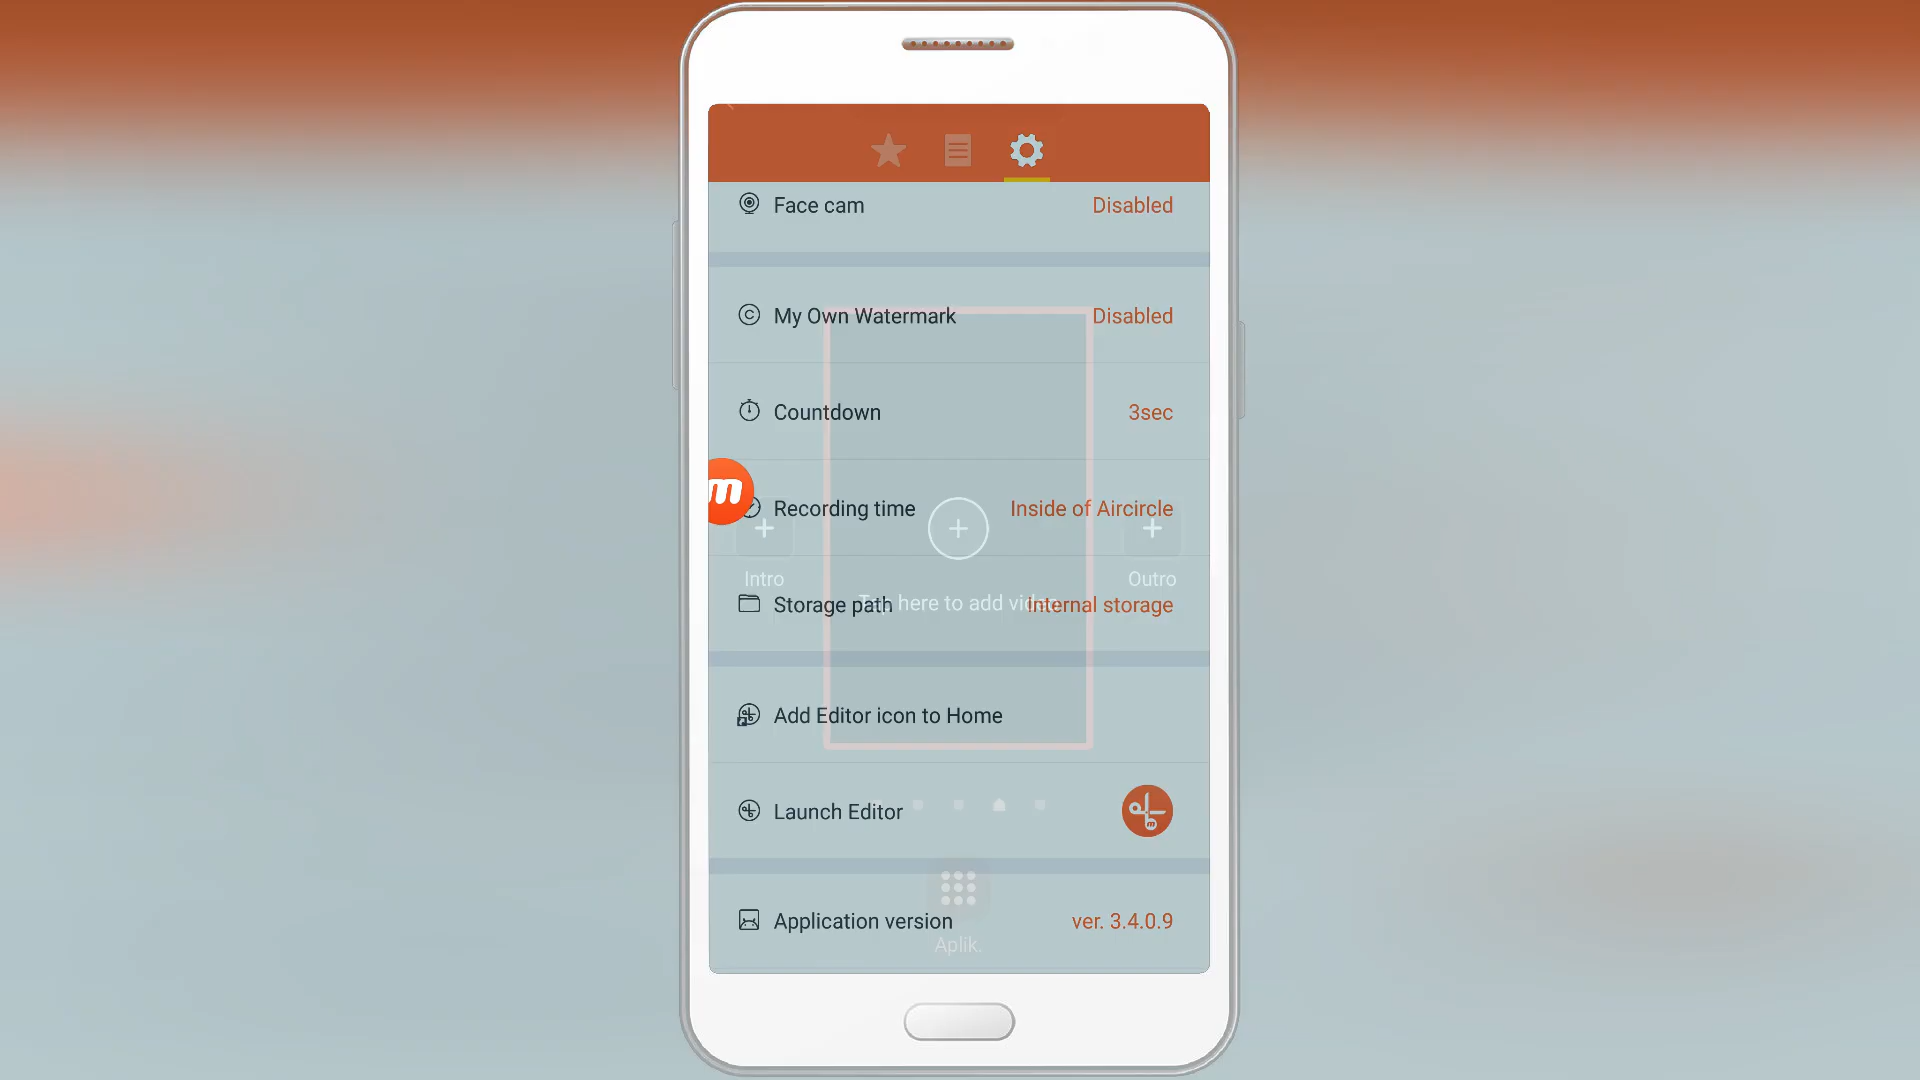 Face cam Disabled
My Own Watermark Disabled
Countdown 3sec
m
Recording time Inside of Aircircle
Intro
Outro
Storage path Internal storage
Tap here to add video
Add Editor icon to Home
Launch Editor
m
Application version ver. 3.4.0.9
Aplik.